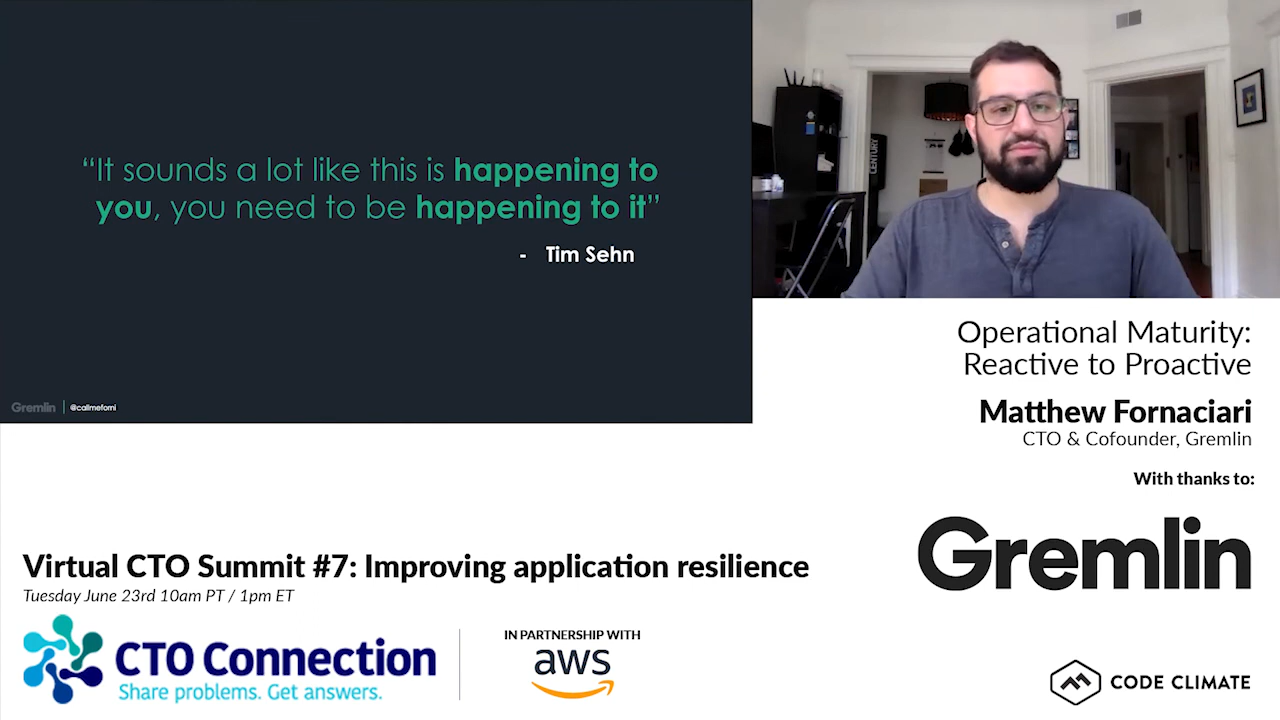 “It sounds a lot like this is happening to
you, you need to be happening to it”
- Tim Sehn
Gremlin | @callmeforni
CENTURY
Operational Maturity:
Reactive to Proactive
Matthew Fornaciari
CTO & Cofounder, Gremlin
With thanks to:
Gremlin
Virtual CTO Summit #7: Improving application resilience
Tuesday June 23rd 10am PT / 1pm ET
CTO Connection
Share problems. Get answers.
IN PARTNERSHIP WITH
aws
CODE CLIMATE